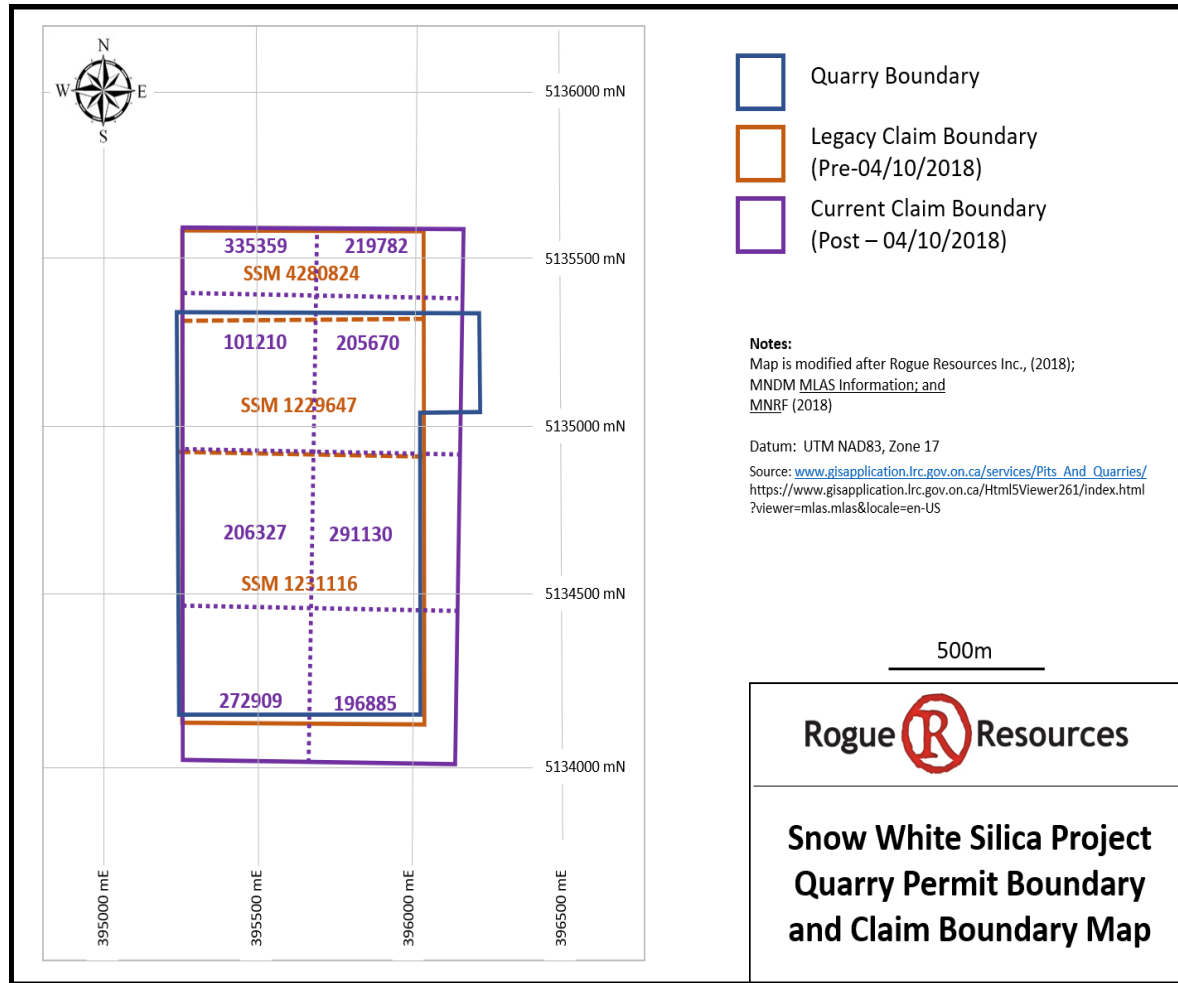 N
W E
S
5136000 mN
5135500 mN
5135000 mN
5134500 mN
5134000 mN
335359 219782
SSM 4280824
101210 205670
SSM 1229647
206327 291130
SSM 1231116
272909 196885
395000 mE
395500 mE
396000 mE
396500 mE
Quarry Boundary
Legacy Claim Boundary
(Pre-04/10/2018)
Current Claim Boundary
(Post – 04/10/2018)
Notes:
Map is modified after Rogue Resources Inc., (2018);
MNDM MLAS Information; and
MNRF (2018)
Datum: UTM NAD83, Zone 17
Source: www.gisapplication.lrc.gov.on.ca/services/Pits_And_Quarries/
https://www.gisapplication.lrc.gov.on.ca/Html5Viewer261/index.html
?viewer=mlas.mlas&locale=en-US
500m
Rogue R Resources
Snow White Silica Project
Quarry Permit Boundary
and Claim Boundary Map